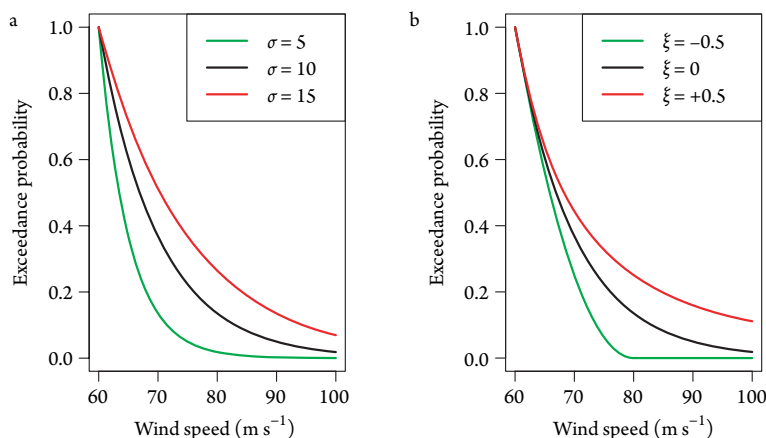 a
Exceedance probability
1.0
0.8
0.6
0.4
0.2
0.0
σ = 5
σ = 10
σ = 15
60 70 80 90 100
Wind speed (m s⁻¹)
b
Exceedance probability
1.0
0.8
0.6
0.4
0.2
0.0
ξ = –0.5
ξ = 0
ξ = +0.5
60 70 80 90 100
Wind speed (m s⁻¹)